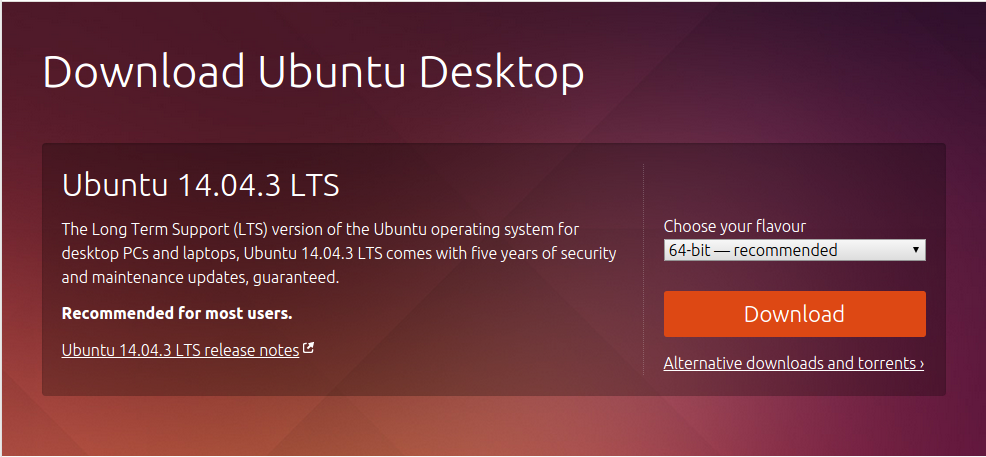 Download Ubuntu Desktop
Ubuntu 14.04.3 LTS
The Long Term Support (LTS) version of the Ubuntu operating system for
desktop PCs and laptops, Ubuntu 14.04.3 LTS comes with five years of security
and maintenance updates, guaranteed.
Recommended for most users.
Ubuntu 14.04.3 LTS release notes
Choose your flavour
64-bit — recommended
Download
Alternative downloads and torrents ›